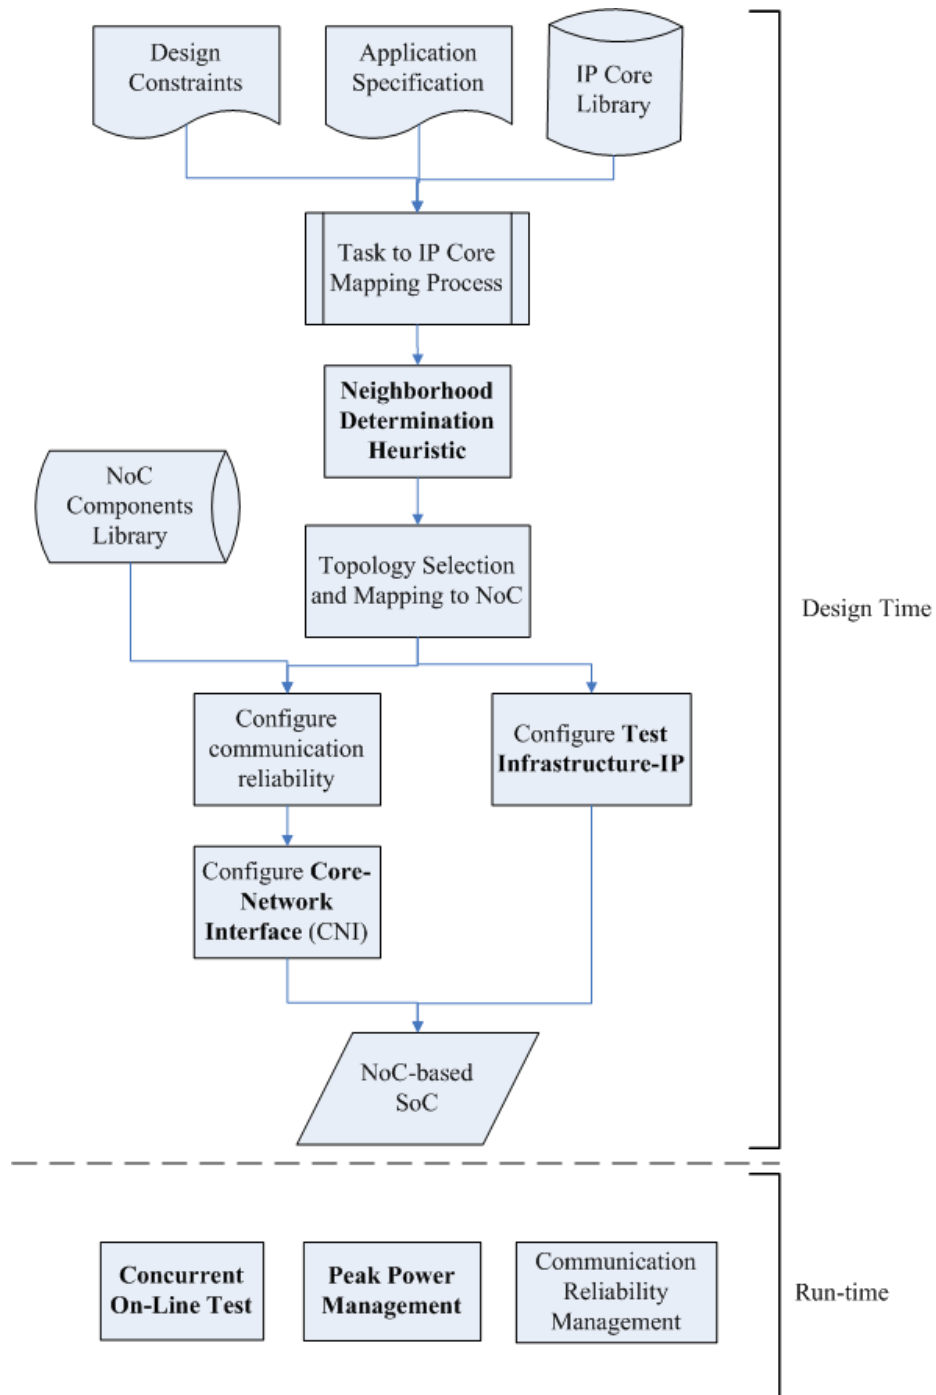 Design
Constraints
Application
Specification
IP Core
Library
Task to IP Core
Mapping Process
Neighborhood
Determination
Heuristic
NoC
Components
Library
Topology Selection
and Mapping to NoC
Design Time
Configure
communication
reliability
Configure Test
Infrastructure-IP
Configure Core-
Network
Interface (CNI)
NoC-based
SoC
Concurrent
On-Line Test
Peak Power
Management
Communication
Reliability
Management
Run-time